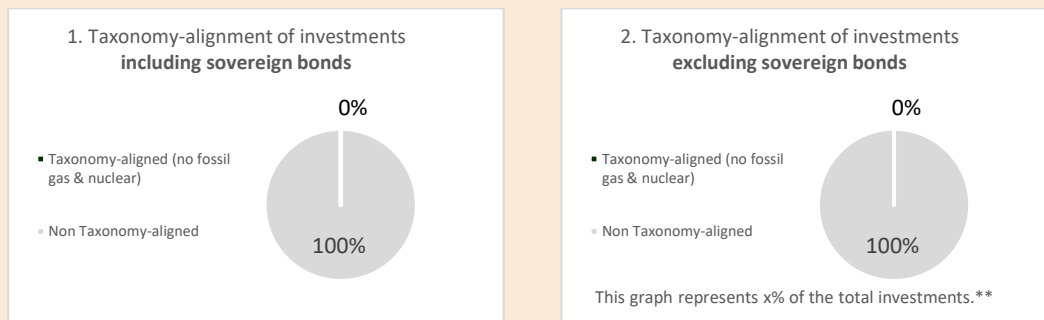 1. Taxonomy-alignment of investments
including sovereign bonds
0%
Taxonomy-aligned (no fossil
gas & nuclear)
Non Taxonomy-aligned
100%
2. Taxonomy-alignment of investments
excluding sovereign bonds
0%
Taxonomy-aligned (no fossil
gas & nuclear)
Non Taxonomy-aligned
100%
This graph represents x% of the total investments.**